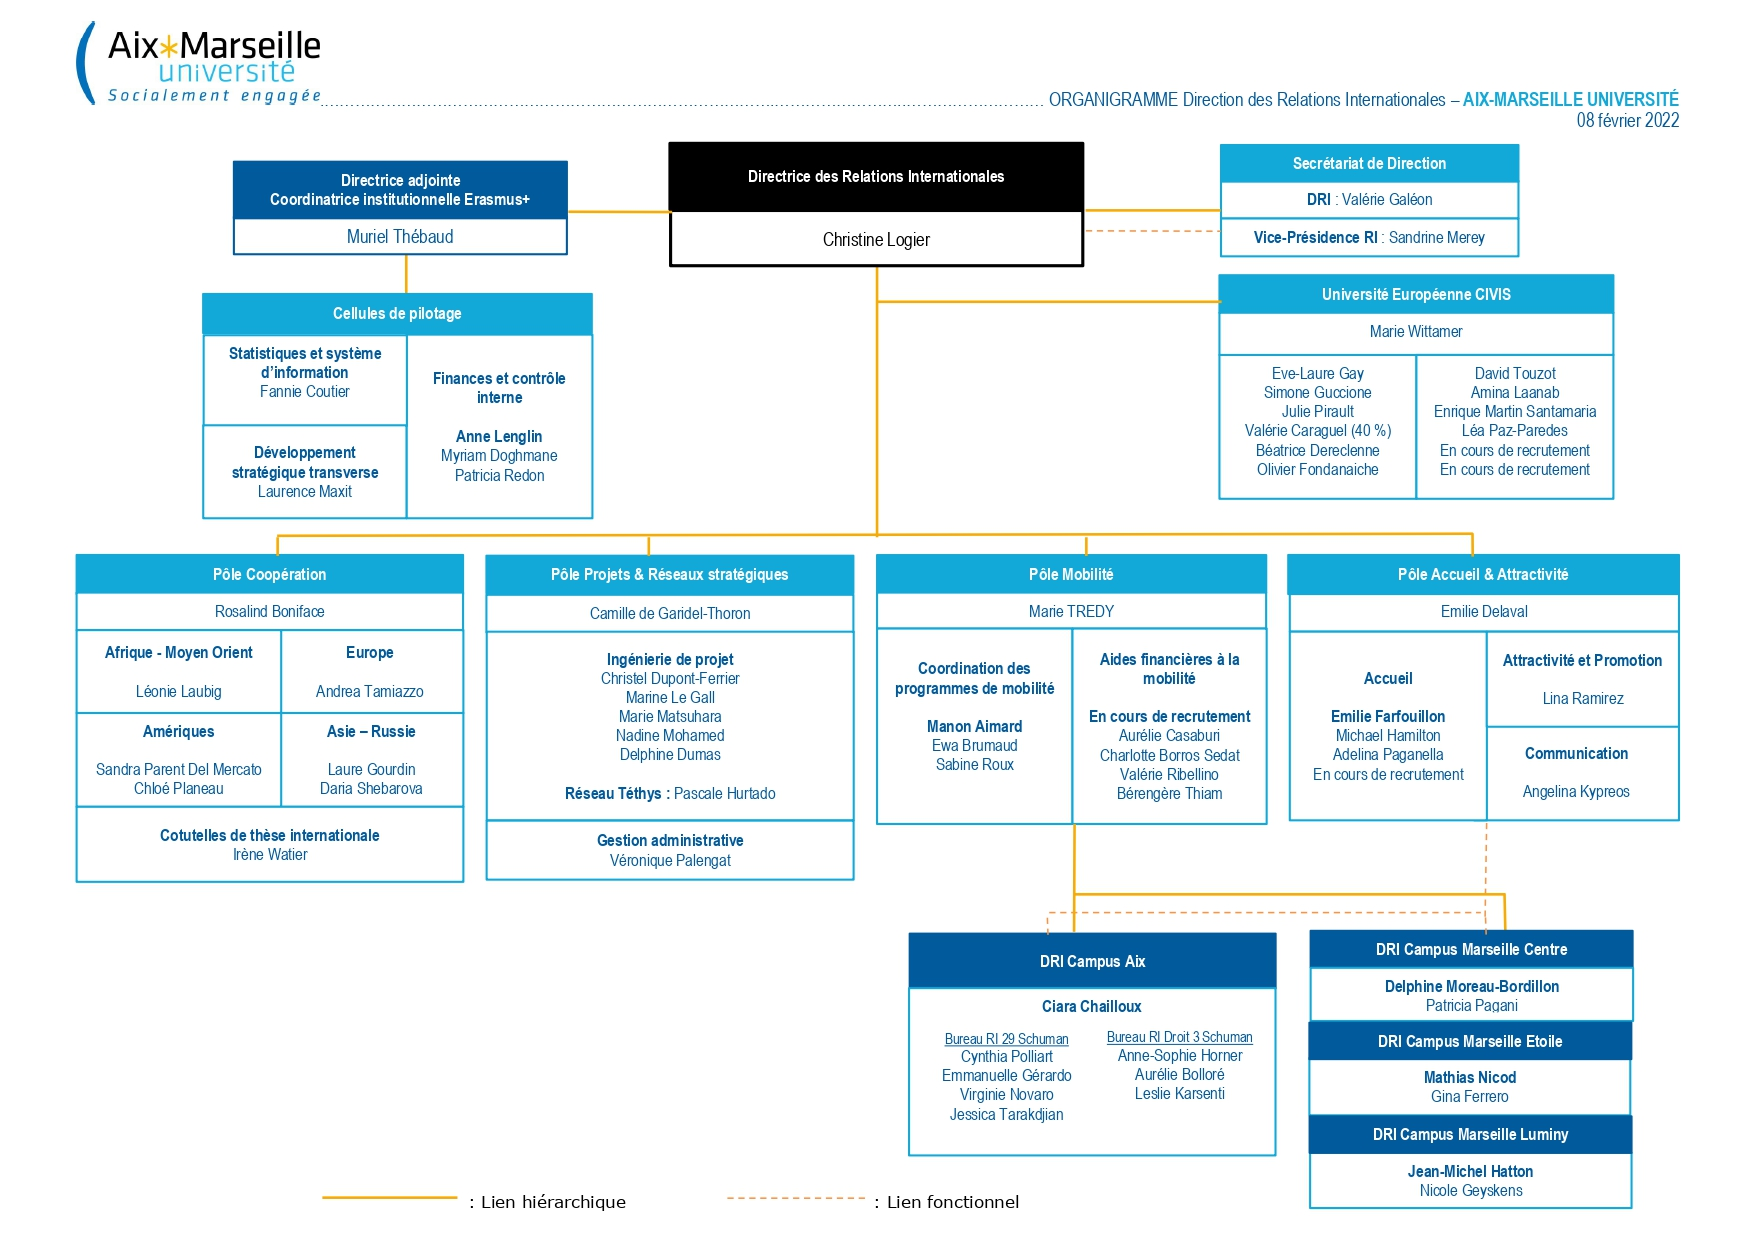 Aix*Marseille
université
Socialement engagée
ORGANIGRAMME Direction des Relations Internationales – AIX-MARSEILLE UNIVERSITÉ
08 février 2022
Directrice adjointe
Coordinatrice institutionnelle Erasmus+
Muriel Thébaud
Directrice des Relations Internationales
Christine Logier
Secrétariat de Direction
DRI : Valérie Galéon
Vice-Présidence RI : Sandrine Merey
Cellules de pilotage
Statistiques et système
d’information
Fannie Coutier
Développement
stratégique transverse
Laurence Maxit
Finances et contrôle
interne
Anne Lenglin
Myriam Doghmane
Patricia Redon
Université Européenne CIVIS
Marie Wittamer
Eve-Laure Gay
Simone Guccione
Julie Pirault
Valérie Caraguel (40 %)
Béatrice Dereclenne
Olivier Fondanaiche
David Touzot
Amina Laanab
Enrique Martin Santamaria
Léa Paz-Paredes
En cours de recrutement
En cours de recrutement
Pôle Coopération
Rosalind Boniface
Afrique - Moyen Orient
Léonie Laubig
Europe
Andrea Tamiazzo
Amériques
Sandra Parent Del Mercato
Chloé Planeau
Asie – Russie
Laure Gourdin
Daria Shebarova
Cotutelles de thèse internationale
Irène Watier
Pôle Projets & Réseaux stratégiques
Camille de Garidel-Thoron
Ingénierie de projet
Christel Dupont-Ferrier
Marine Le Gall
Marie Matsuhara
Nadine Mohamed
Delphine Dumas
Réseau Téthys : Pascale Hurtado
Gestion administrative
Véronique Palengat
Pôle Mobilité
Marie TREDY
Coordination des
programmes de mobilité
Manon Aimard
Ewa Brumaud
Sabine Roux
Aides financières à la
mobilité
En cours de recrutement
Aurélie Casaburi
Charlotte Borros Sedat
Valérie Ribellino
Bérengère Thiam
Pôle Accueil & Attractivité
Emilie Delaval
Accueil
Emilie Farfouillon
Michael Hamilton
Adelina Paganella
En cours de recrutement
Attractivité et Promotion
Lina Ramirez
Communication
Angelina Kypreos
DRI Campus Aix
Ciara Chailloux
Bureau RI 29 Schuman
Cynthia Polliart
Emmanuelle Gérardo
Virginie Novaro
Jessica Tarakdjian
Bureau RI Droit 3 Schuman
Anne-Sophie Horner
Aurélie Bolloré
Leslie Karsenti
DRI Campus Marseille Centre
Delphine Moreau-Bordillon
Patricia Pagani
DRI Campus Marseille Etoile
Mathias Nicod
Gina Ferrero
DRI Campus Marseille Luminy
Jean-Michel Hatton
Nicole Geyskens
: Lien hiérarchique
: Lien fonctionnel